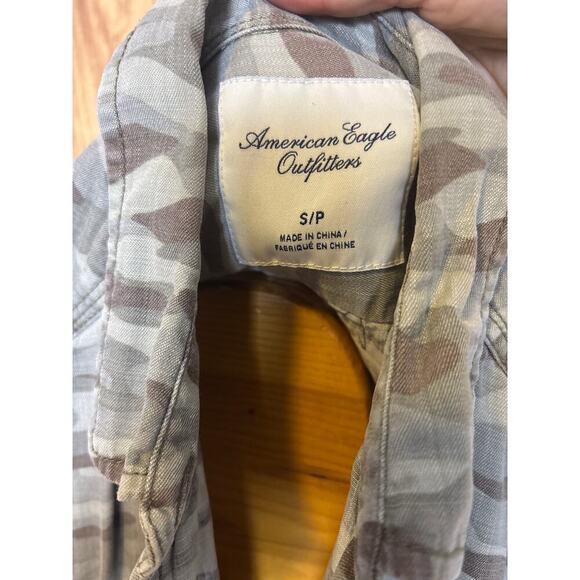 American Eagle
Outfitters
S/P
MADE IN CHINA/
FABRIQUÉ EN CHINE